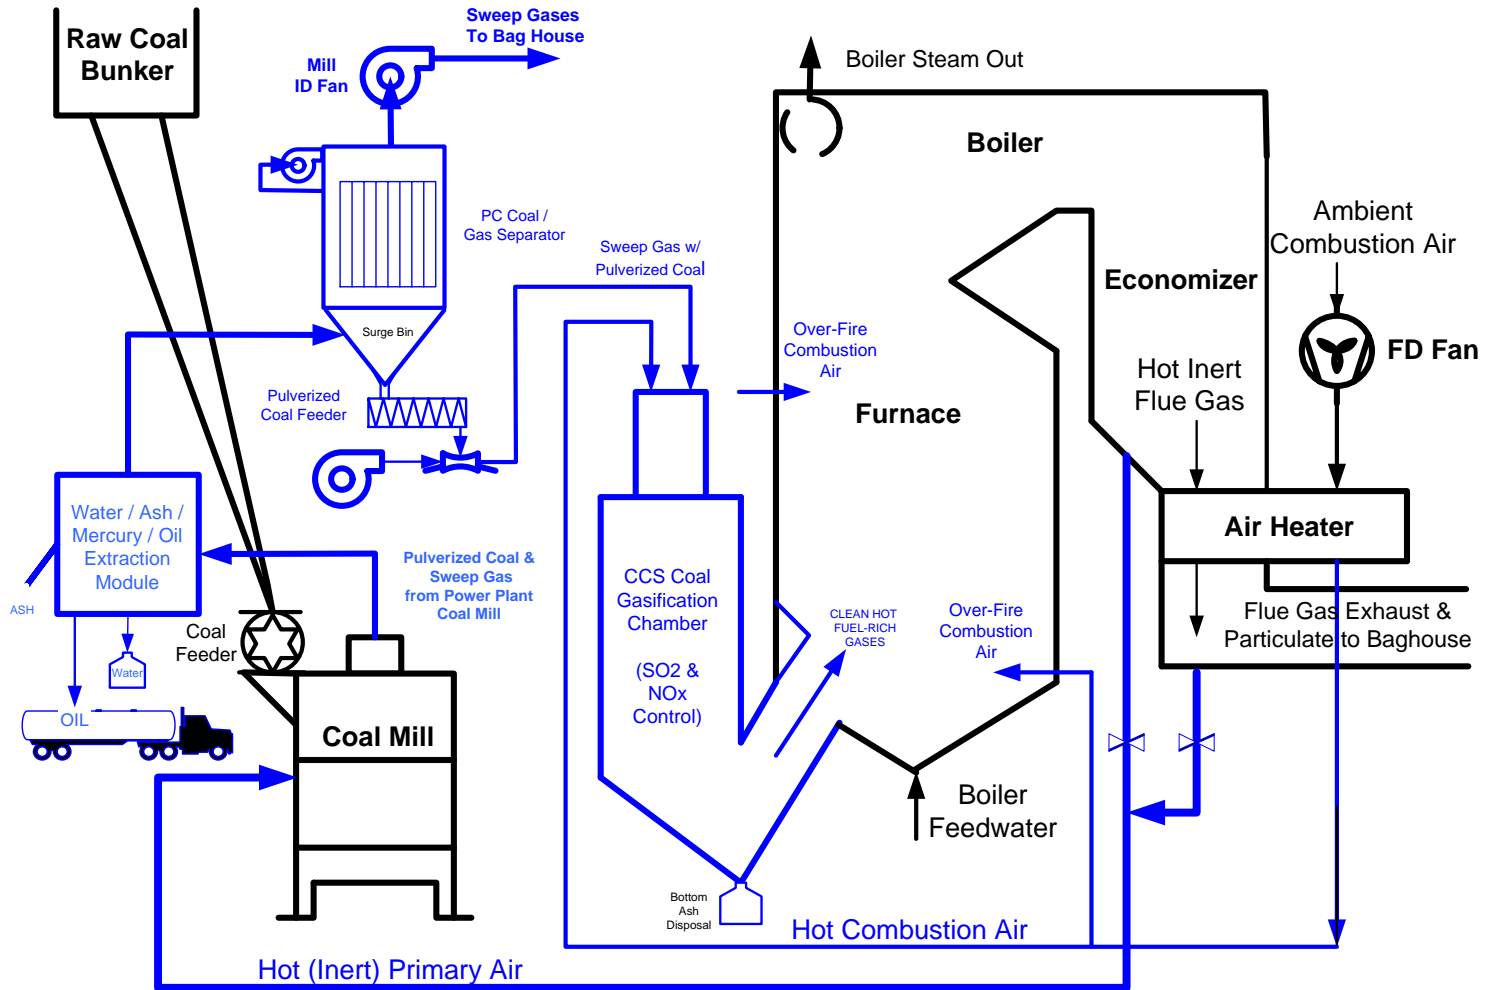 Raw Coal
Bunker
Sweep Gases
To Bag House
Mill
ID Fan
Boiler Steam Out
Boiler
PC Coal /
Gas Separator
Sweep Gas w/
Pulverized Coal
Ambient
Combustion Air
Economizer
Surge Bin
Over-Fire
Combustion
Air
FD Fan
Hot Inert
Flue Gas
Pulverized
Coal Feeder
Furnace
Water / Ash /
Mercury / Oil
Extraction
Module
Air Heater
Pulverized Coal &
Sweep Gas
from Power Plant
Coal Mill
CCS Coal
Gasification
Chamber
(SO2 &
NOx
Control)
ASH
CLEAN HOT
FUEL-RICH
GASES
Over-Fire
Combustion
Air
Flue Gas Exhaust &
Particulate to Baghouse
Coal
Feeder
Water
OIL
Coal Mill
Boiler
Feedwater
Bottom
Ash
Disposal
Hot Combustion Air
Hot (Inert) Primary Air